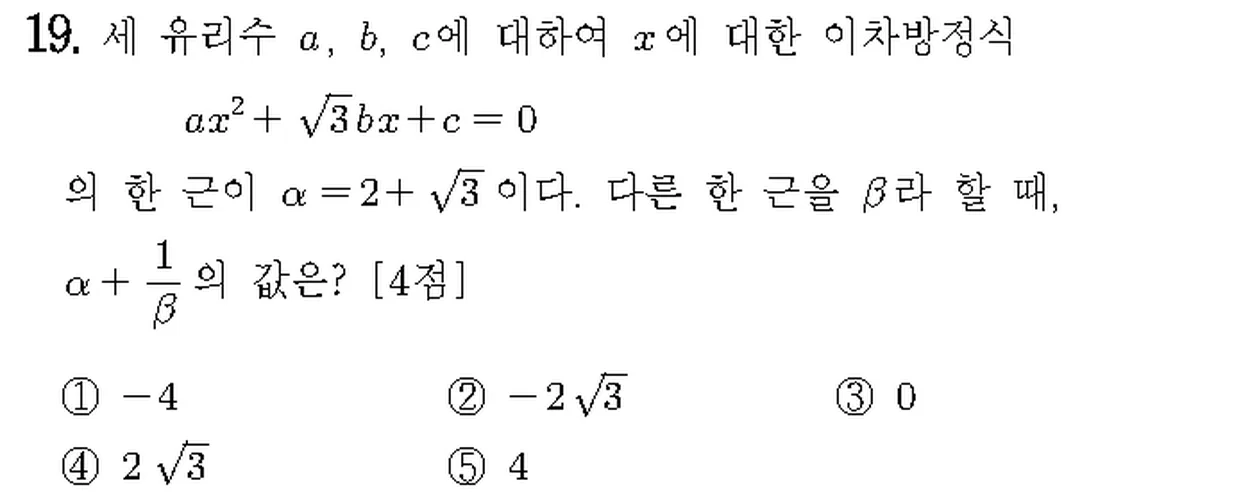 19. 세 유리수 a, b, c에 대하여 x에 대한 이차방정식
ax² + √3bx + c = 0
의 한 근이 α = 2 + √3 이다. 다른 한 근을 β라 할 때,
α + 1/β 의 값은? [4점]
① −4 ② −2√3 ③ 0
④ 2√3 ⑤ 4